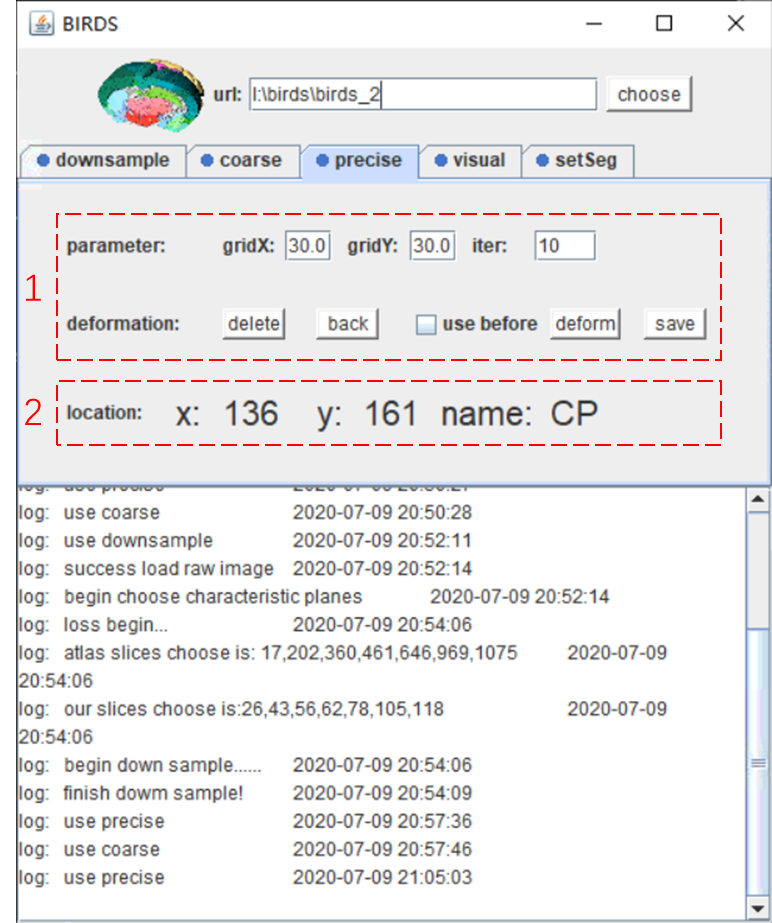 BIRDS
url: I:\birds\birds_2 choose
downsample coarse precise visual setSeg
1
parameter: gridX: 30.0 gridY: 30.0 iter: 10
deformation: delete back use before deform save
2
location: x: 136 y: 161 name: CP
log: use coarse 2020-07-09 20:50:28
log: use downsample 2020-07-09 20:52:11
log: success load raw image 2020-07-09 20:52:14
log: begin choose characteristic planes 2020-07-09 20:52:14
log: loss begin... 2020-07-09 20:54:06
log: atlas slices choose is: 17,202,360,461,646,969,1075 2020-07-09
20:54:06
log: our slices choose is:26,43,56,62,78,105,118 2020-07-09
20:54:06
log: begin down sample...... 2020-07-09 20:54:06
log: finish dowm sample! 2020-07-09 20:54:09
log: use precise 2020-07-09 20:57:36
log: use coarse 2020-07-09 20:57:46
log: use precise 2020-07-09 21:05:03